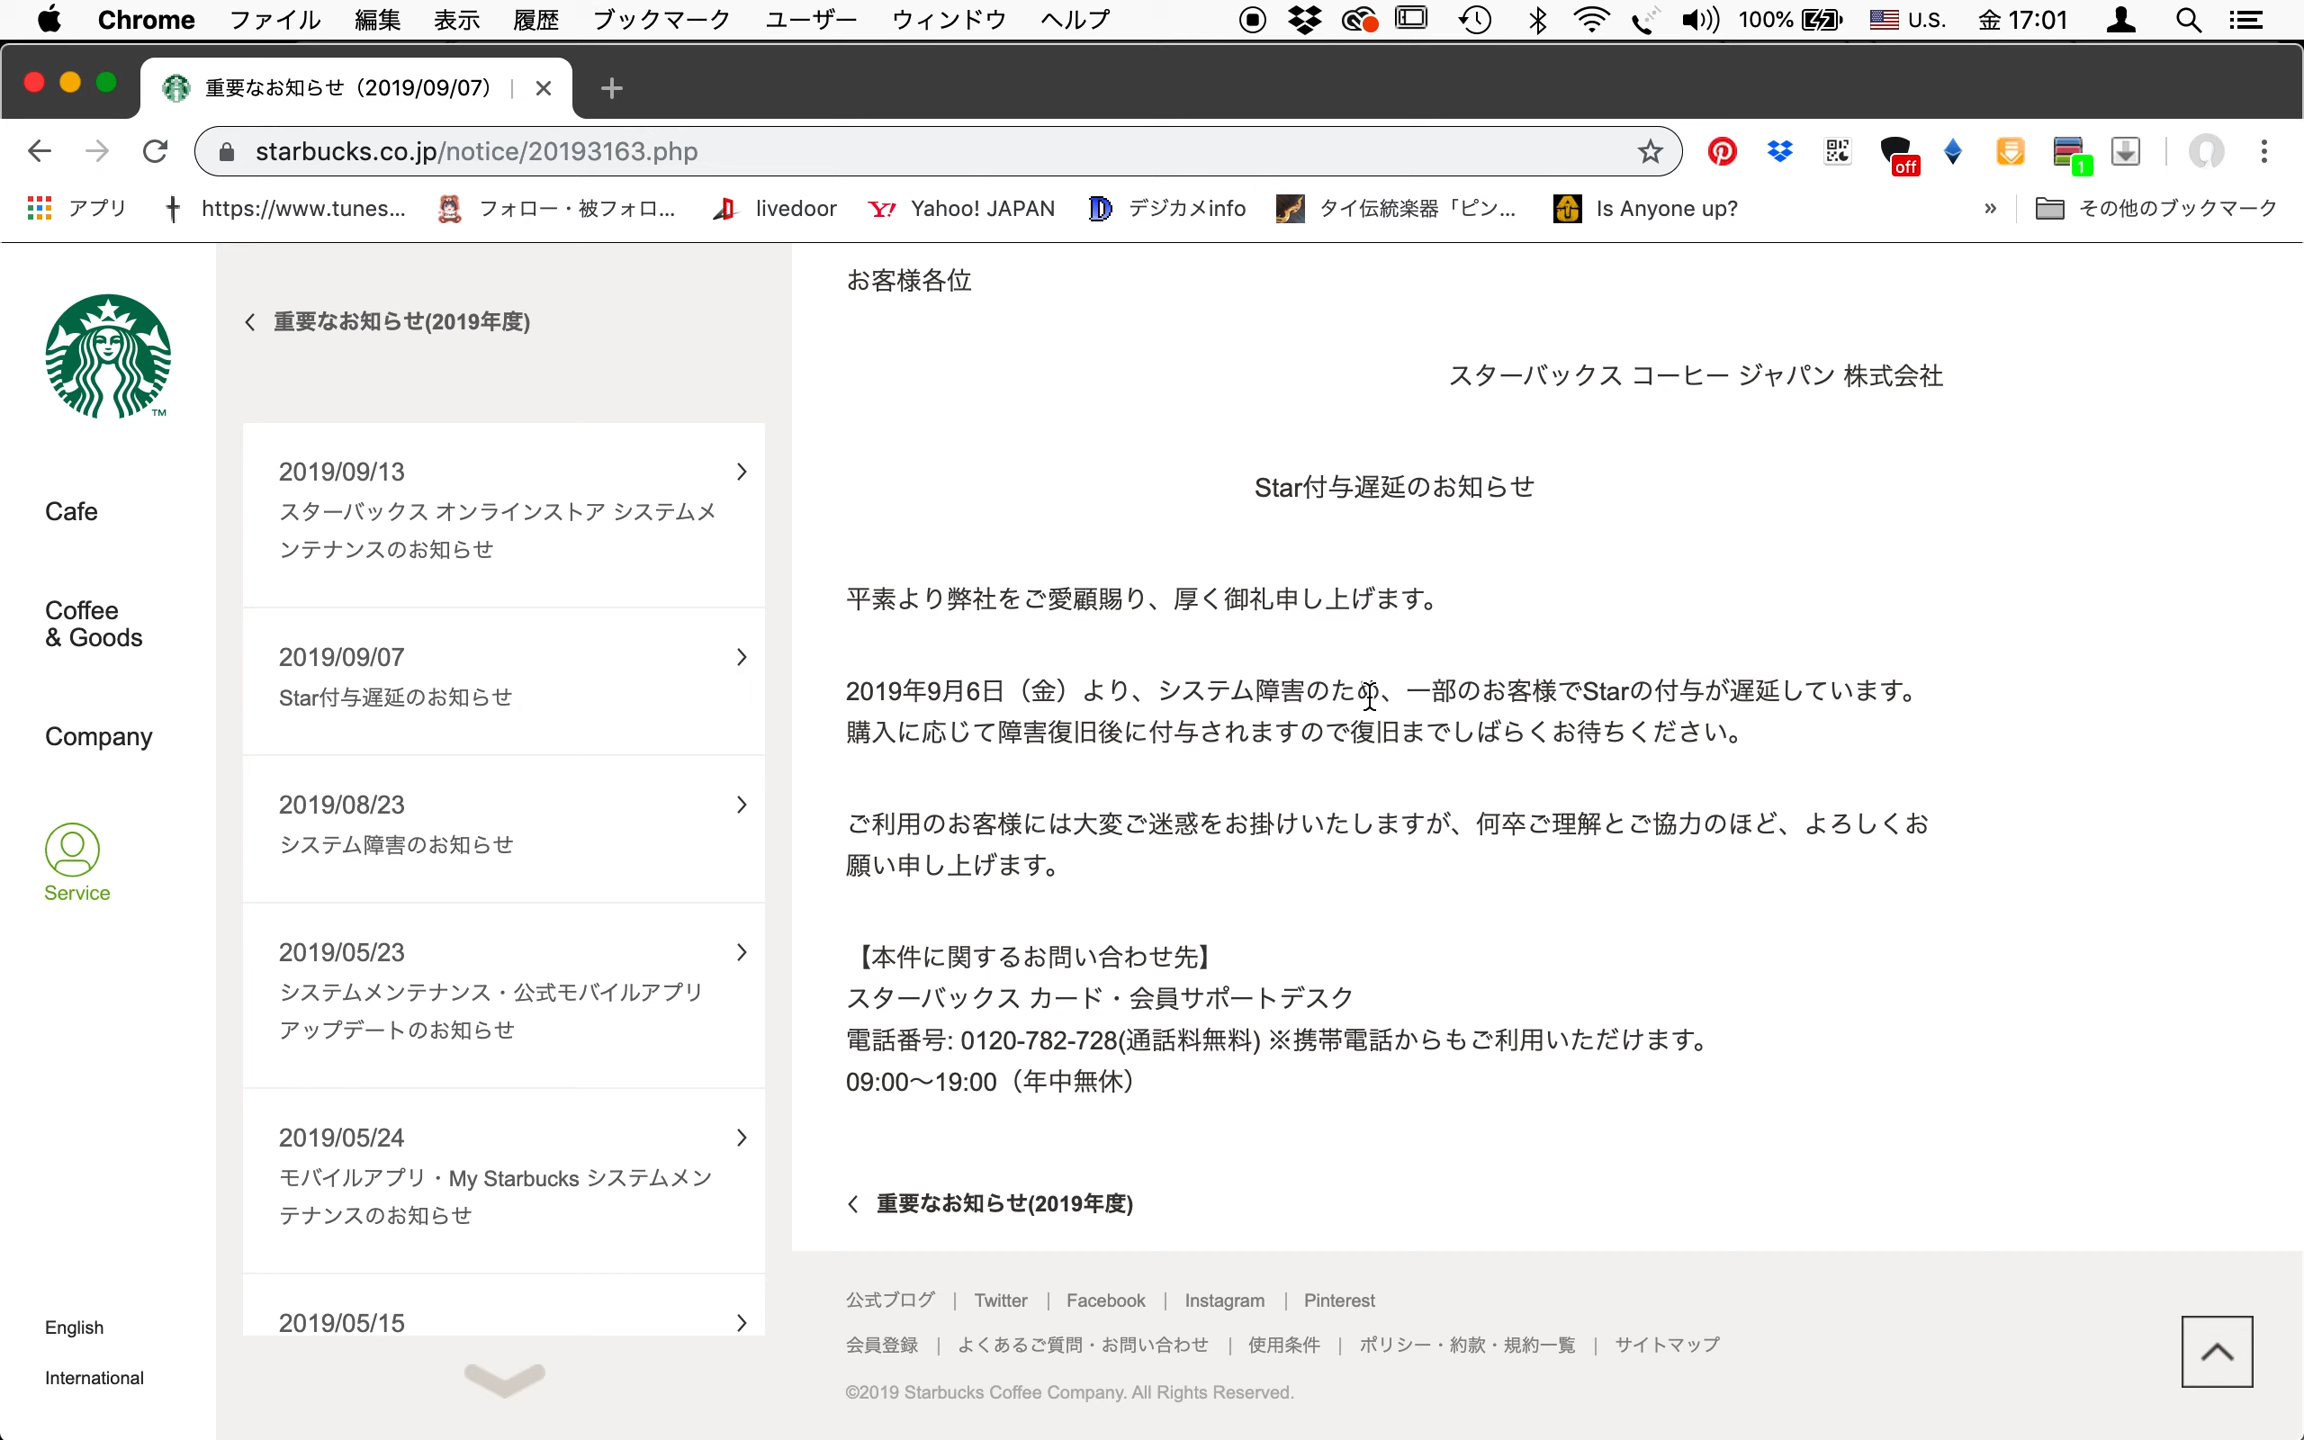 Chrome ファイル 編集 表示 履歴 ブックマーク ユーザー ウィンドウ ヘルプ 100% U.S. 金 17:01
重要なお知らせ（2019/09/07）
starbucks.co.jp/notice/20193163.php
off
1
アプリ https://www.tunes... フォロー・被フォロ... livedoor Yahoo! JAPAN デジカメinfo タイ伝統楽器「ピン... Is Anyone up? » その他のブックマーク
TM
Cafe
Coffee
& Goods
Company
Service
English
International
重要なお知らせ(2019年度)
2019/09/13
スターバックス オンラインストア システムメ
ンテナンスのお知らせ
2019/09/07
Star付与遅延のお知らせ
2019/08/23
システム障害のお知らせ
2019/05/23
システムメンテナンス・公式モバイルアプリ
アップデートのお知らせ
2019/05/24
モバイルアプリ・My Starbucks システムメン
テナンスのお知らせ
2019/05/15
お客様各位
スターバックス コーヒー ジャパン 株式会社
Star付与遅延のお知らせ
平素より弊社をご愛顧賜り、厚く御礼申し上げます。
2019年9月6日（金）より、システム障害のため、一部のお客様でStarの付与が遅延しています。
購入に応じて障害復旧後に付与されますので復旧までしばらくお待ちください。
ご利用のお客様には大変ご迷惑をお掛けいたしますが、何卒ご理解とご協力のほど、よろしくお
願い申し上げます。
【本件に関するお問い合わせ先】
スターバックス カード・会員サポートデスク
電話番号: 0120-782-728(通話料無料) ※携帯電話からもご利用いただけます。
09:00～19:00（年中無休）
重要なお知らせ(2019年度)
公式ブログ | Twitter | Facebook | Instagram | Pinterest
会員登録 | よくあるご質問・お問い合わせ | 使用条件 | ポリシー・約款・規約一覧 | サイトマップ
©2019 Starbucks Coffee Company. All Rights Reserved.